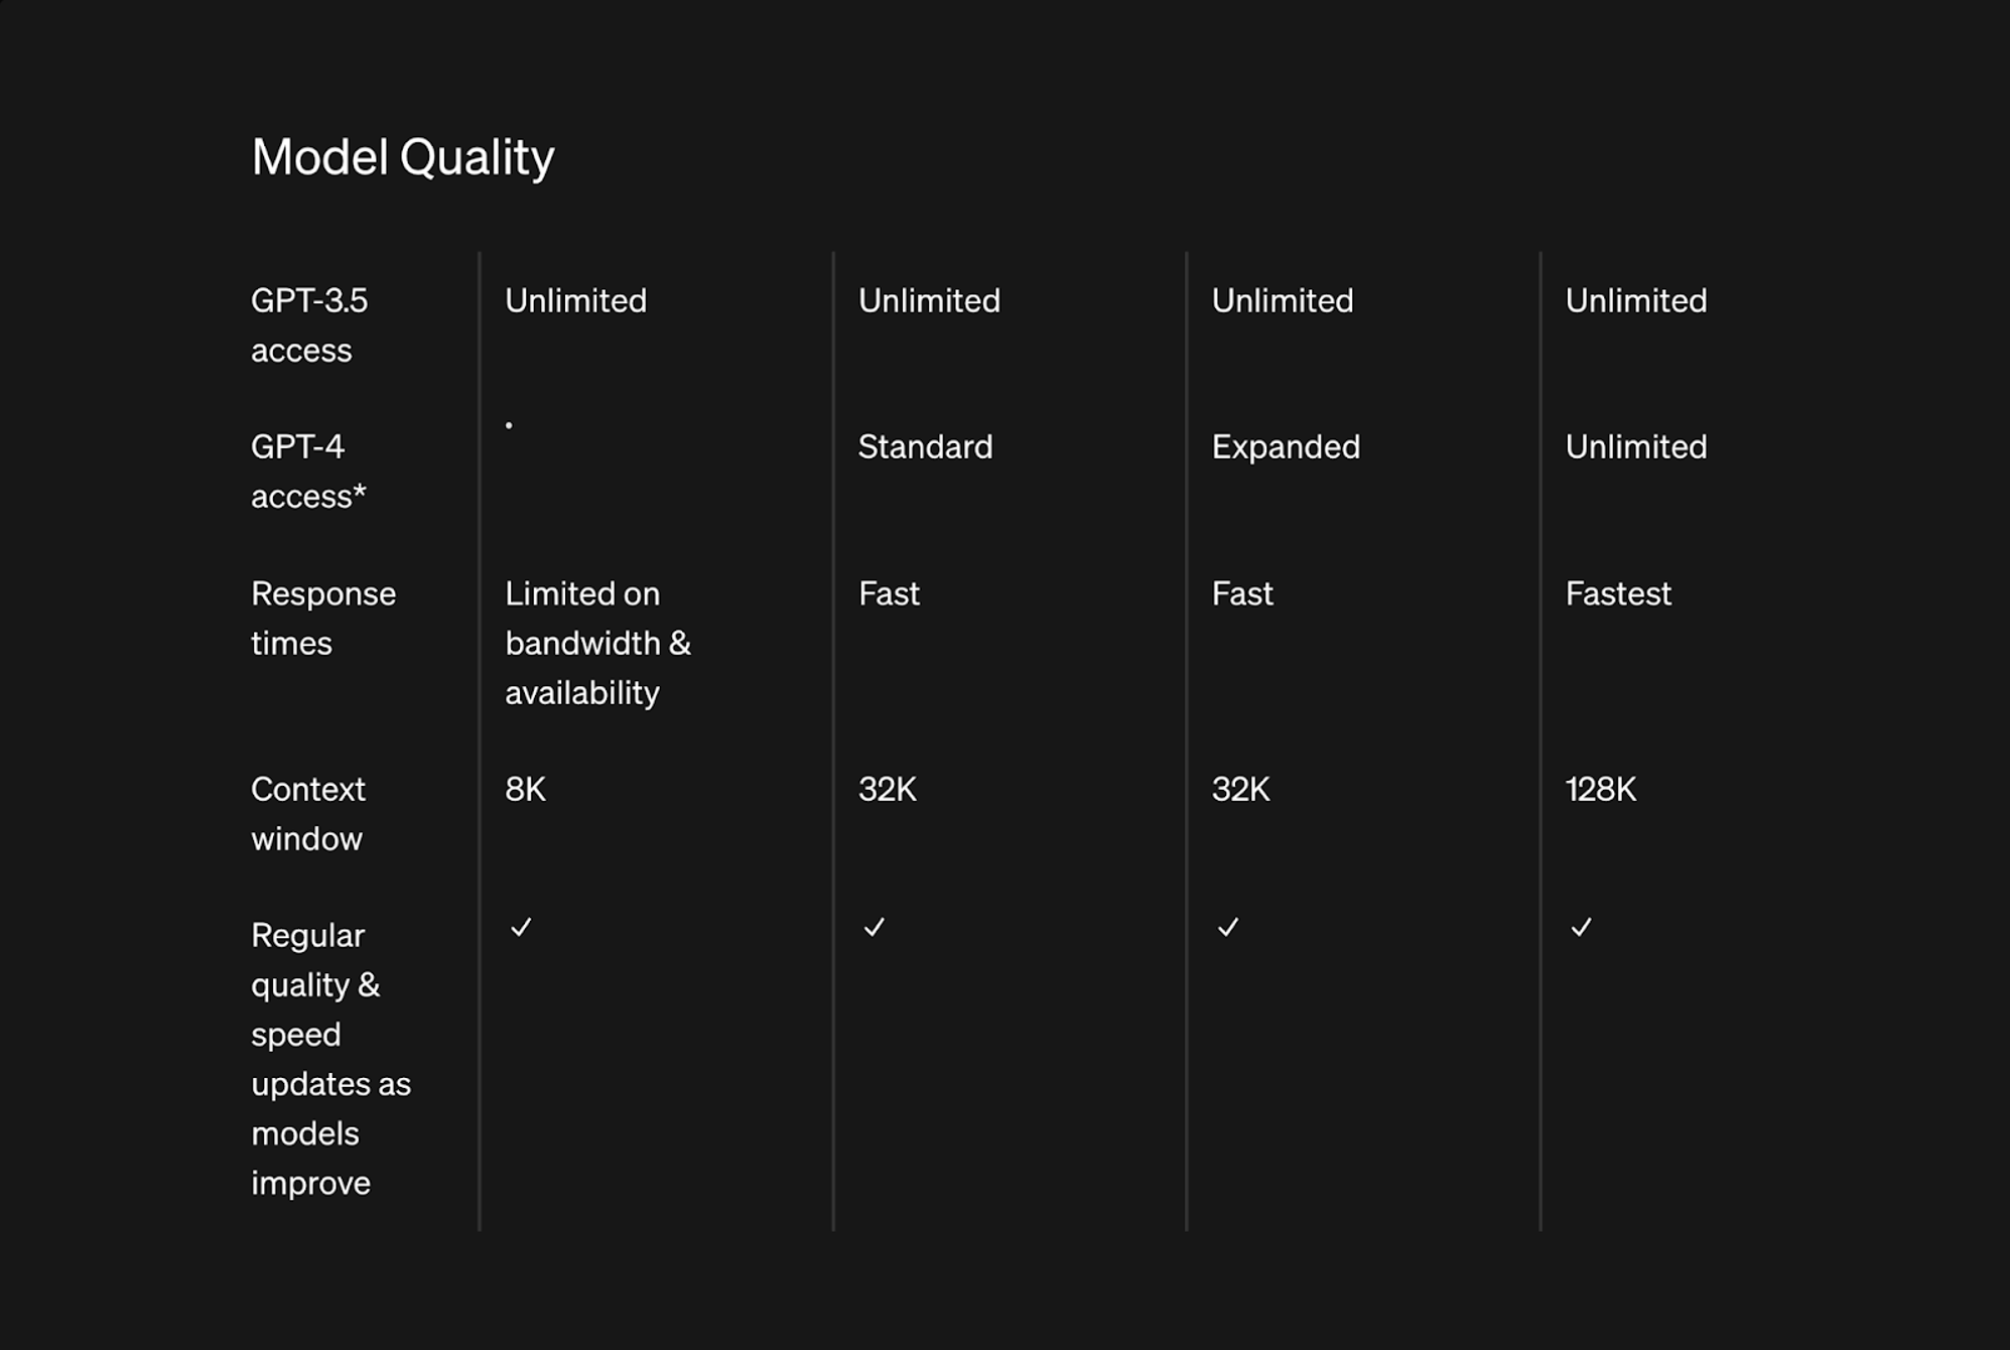 Model Quality
GPT-3.5
access
Unlimited
Unlimited
Unlimited
Unlimited
GPT-4
access*
Standard
Expanded
Unlimited
Response
times
Limited on
bandwidth &
availability
Fast
Fast
Fastest
Context
window
8K
32K
32K
128K
Regular
quality &
speed
updates as
models
improve
✓
✓
✓
✓